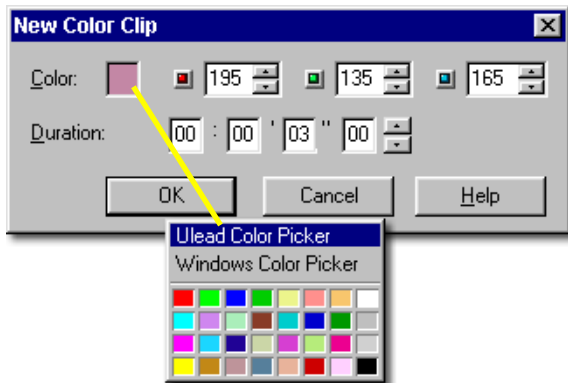 New Color Clip
Color: 195 135 165
Duration: 00 : 00 ' 03 " 00
OK Cancel Help
Ulead Color Picker
Windows Color Picker